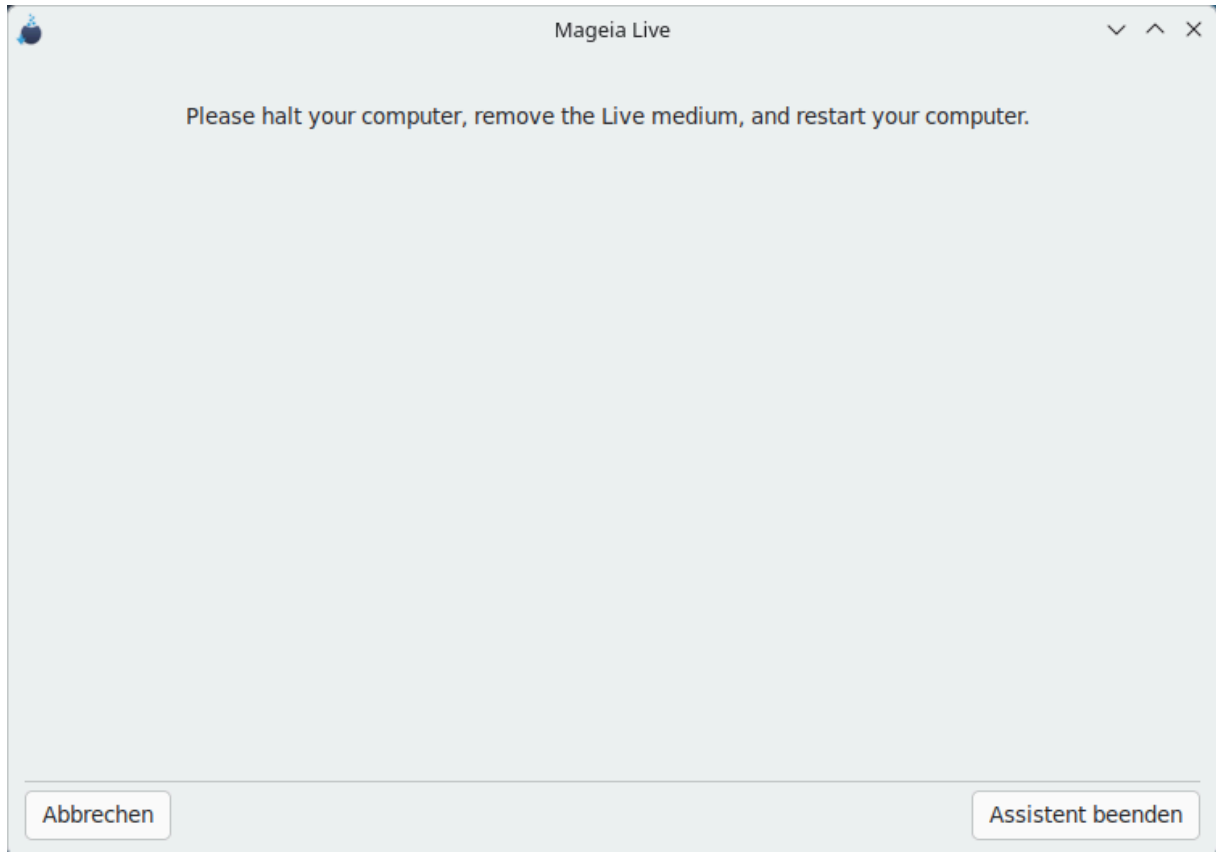 Mageia Live
Please halt your computer, remove the Live medium, and restart your computer.
Abbrechen
Assistent beenden